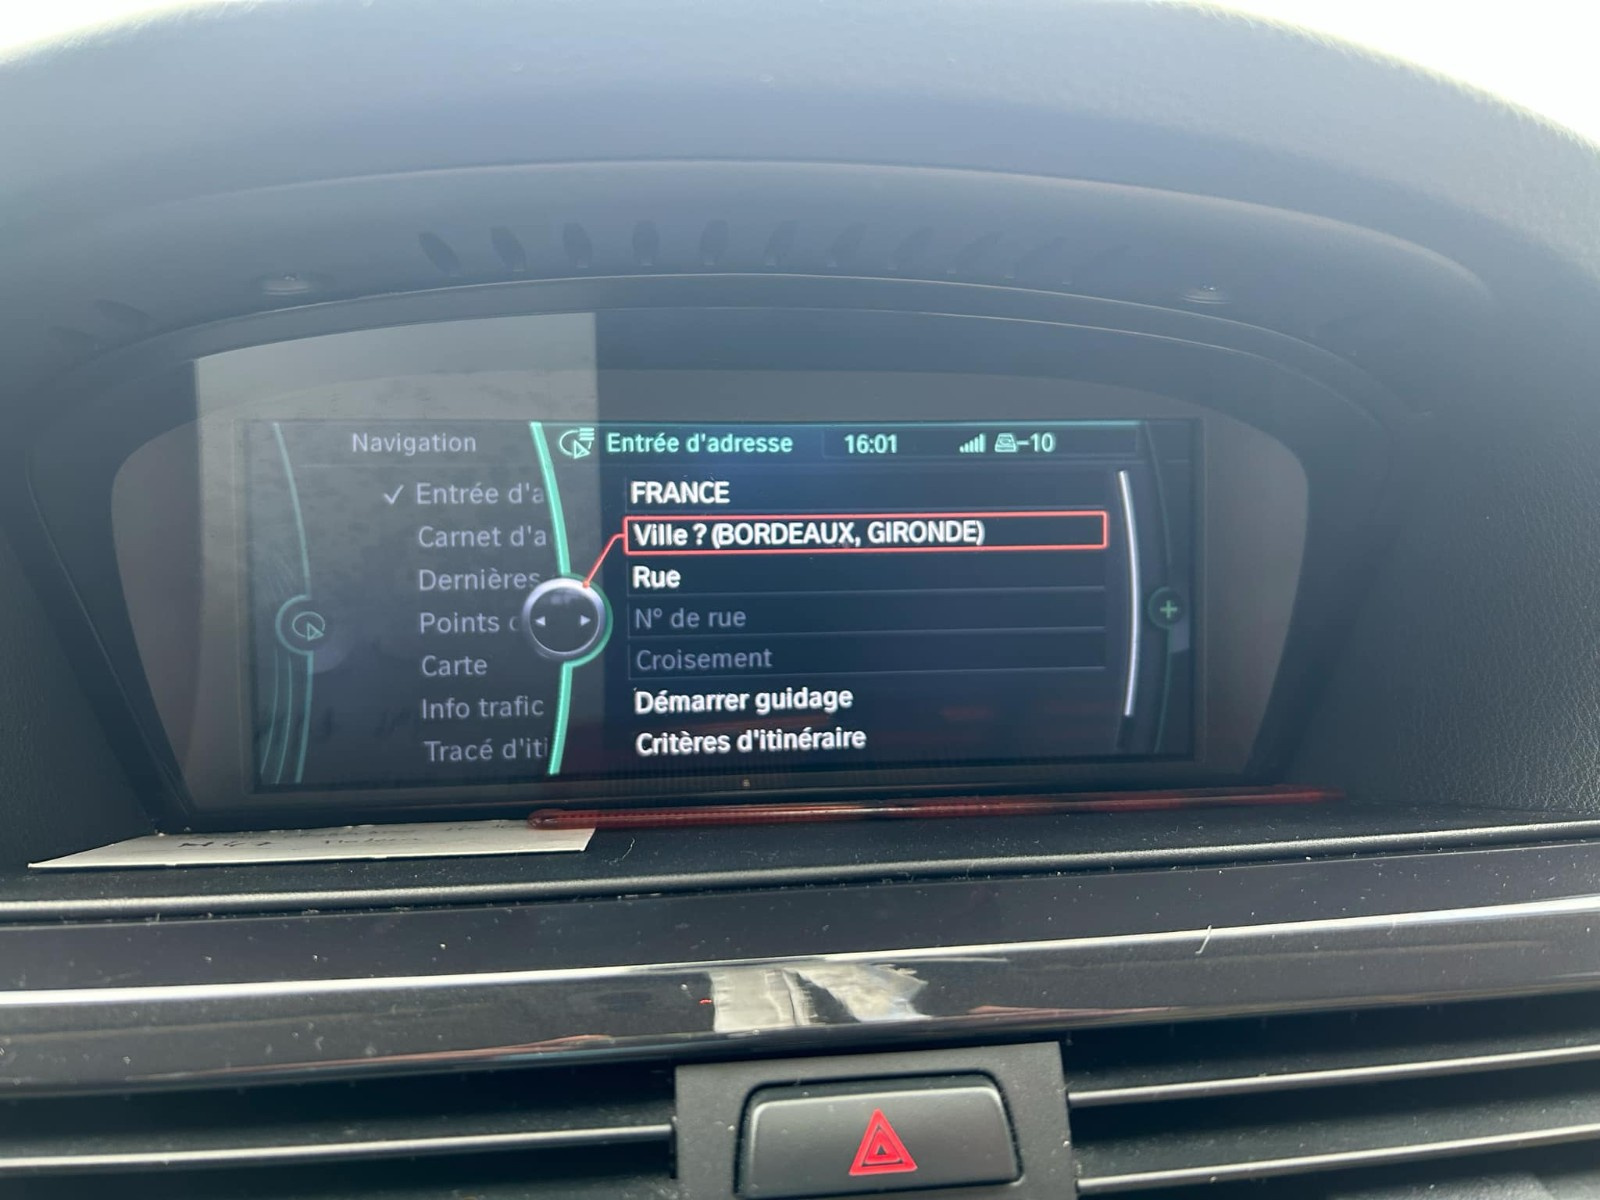 Navigation
Entrée d'adresse
16:01
-10
Entrée d'a
Carnet d'a
Dernières
Points
Carte
Info trafic
Tracé d'iti
FRANCE
Ville ? (BORDEAUX, GIRONDE)
Rue
N° de rue
Croisement
Démarrer guidage
Critères d'itinéraire